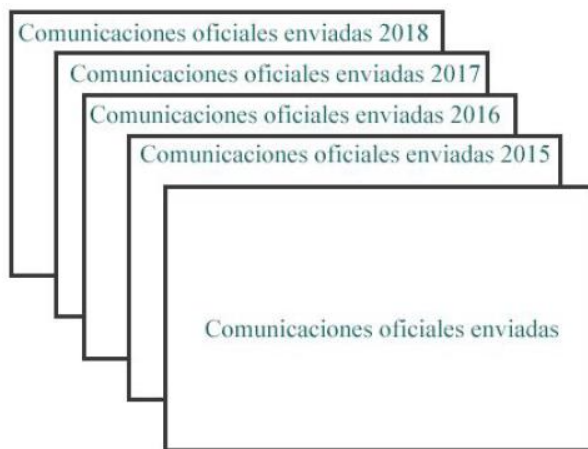 Comunicaciones oficiales enviadas 2018
Comunicaciones oficiales enviadas 2017
Comunicaciones oficiales enviadas 2016
Comunicaciones oficiales enviadas 2015
Comunicaciones oficiales enviadas